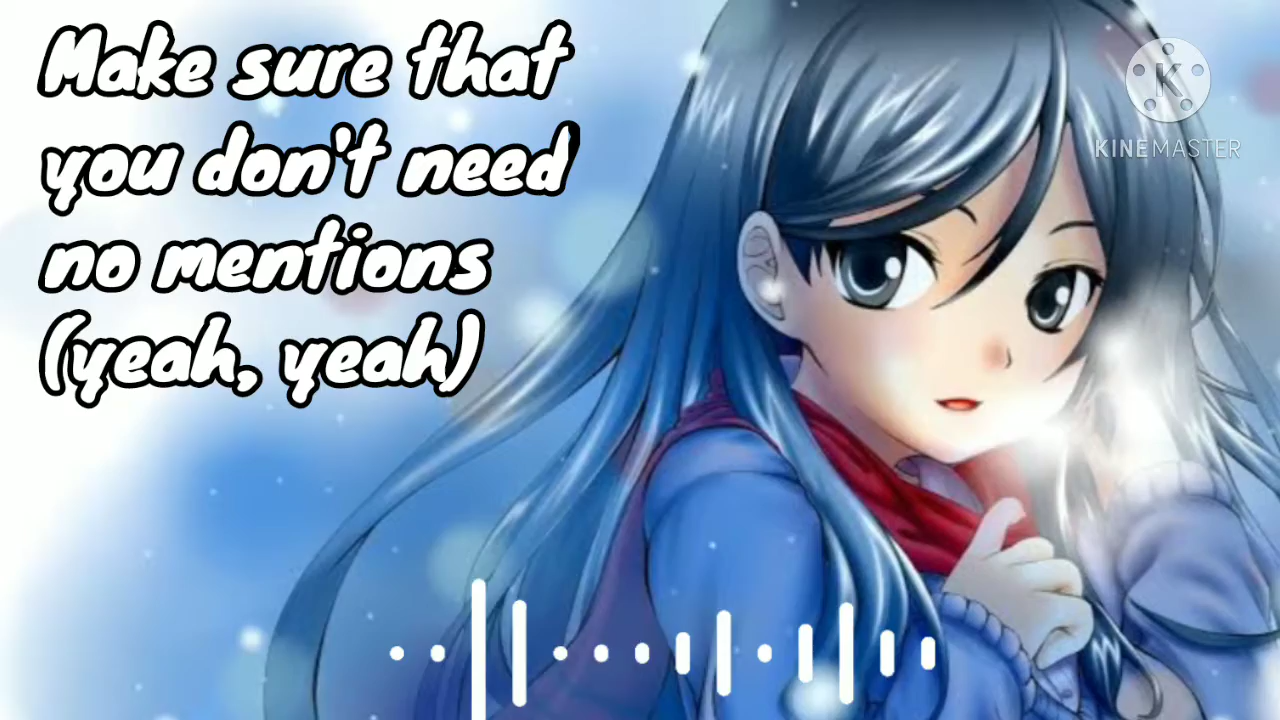 Make sure that
you don't need
no mentions
(yeah, yeah)
K
KINEMASTER